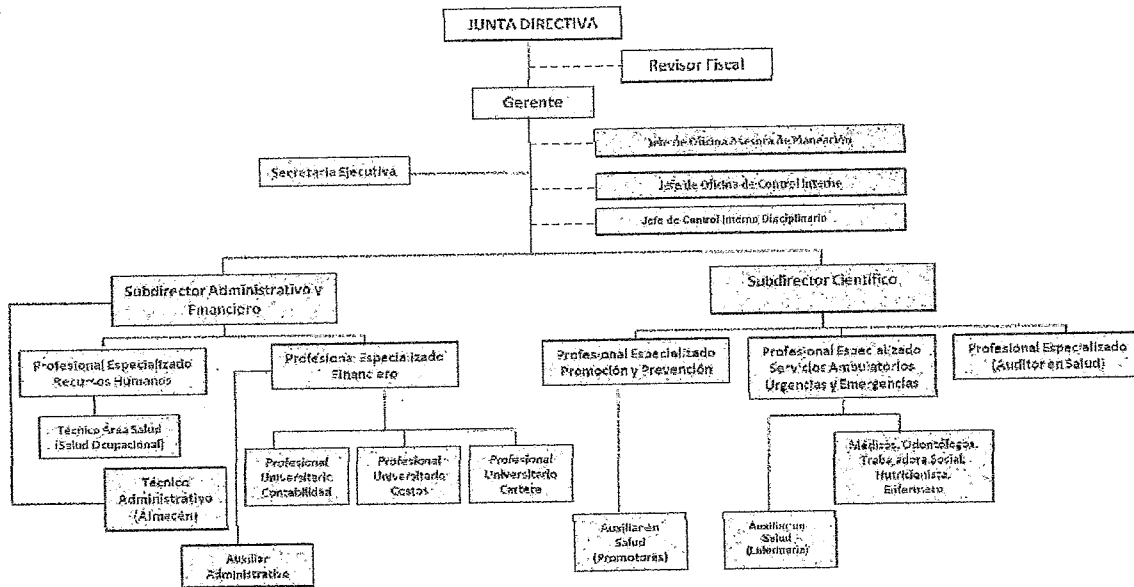 JUNTA DIRECTIVA
Revisor Fiscal
Gerente
Jefe de Oficina Asesora de Planeación
Secretaria Ejecutiva
Jefe de Oficina de Control Interno
Jefe de Control Interno Disciplinario
Subdirector Administrativo y
Financiero
Subdirector Científico
Profesional Especializado
Recursos Humanos
Profesional Especializado
Financiero
Profesional Especializado
Promoción y Prevención
Profesional Especializado
Servicios Ambulatorios
Urgencias y Emergencias
Profesional Especializado
(Auditor en Salud)
Técnico Área Salud
(Salud Ocupacional)
Técnico
Administrativo
(Almacén)
Profesional
Universitario
Contabilidad
Profesional
Universitario
Costos
Profesional
Universitario
Cartera
Médicos, Odontólogos,
Trabajadora Social,
Nutricionista,
Enfermero
Auxiliar
Administrativo
Auxiliar en
Salud
(Promotores)
Auxiliar en
Salud
(Enfermería)